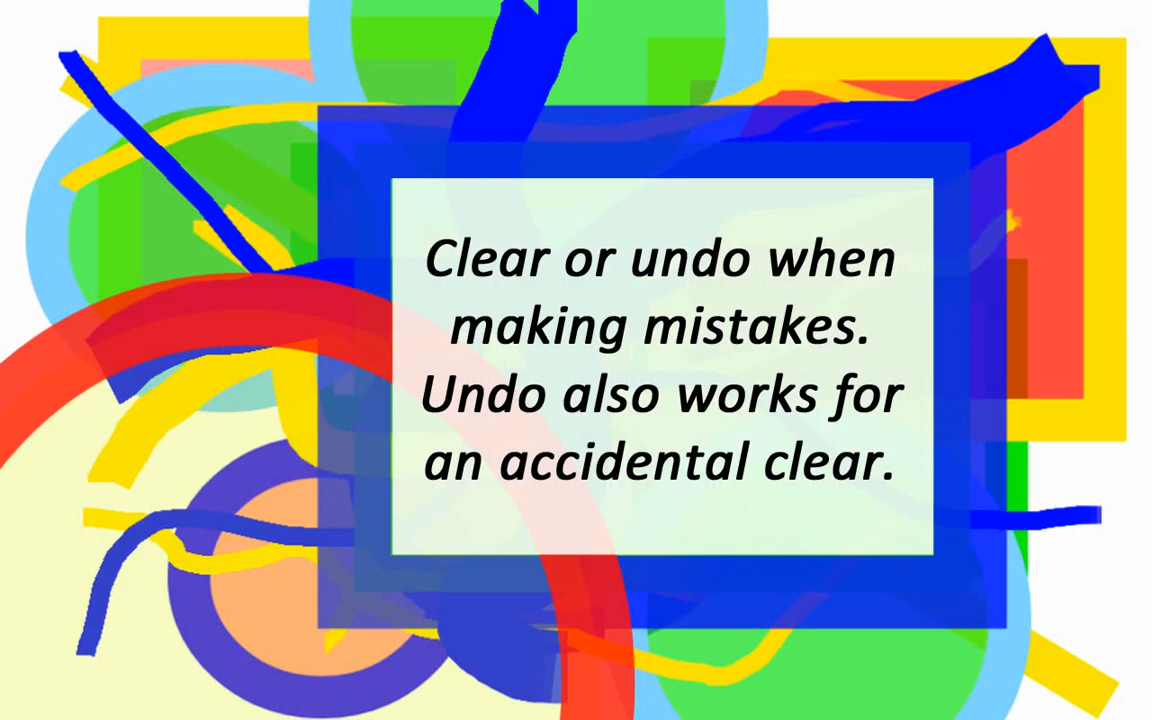 Clear or undo when
making mistakes.
Undo also works for
an accidental clear.